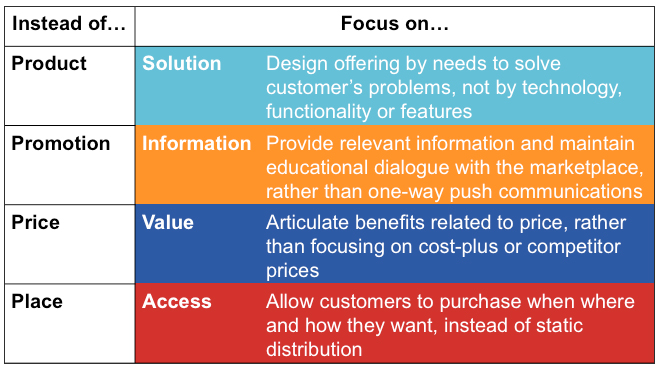 Instead of… Focus on…
Product Solution Design offering by needs to solve
customer's problems, not by technology,
functionality or features
Promotion Information Provide relevant information and maintain
educational dialogue with the marketplace,
rather than one-way push communications
Price Value Articulate benefits related to price, rather
than focusing on cost-plus or competitor
prices
Place Access Allow customers to purchase when where
and how they want, instead of static
distribution